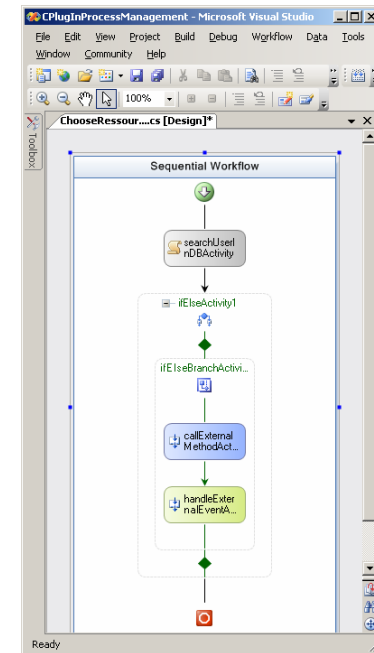 CPlugInProcessManagement - Microsoft Visual Studio
File Edit View Project Build Debug Workflow Data Tools
Window Community Help
100%
ChooseRessour....cs [Design]*
Toolbox
Sequential Workflow
searchUserI
nDBActivity
ifElseActivity1
ifElseBranchActivi...
callExternal
MethodAct...
handleExter
nalEventA...
Ready